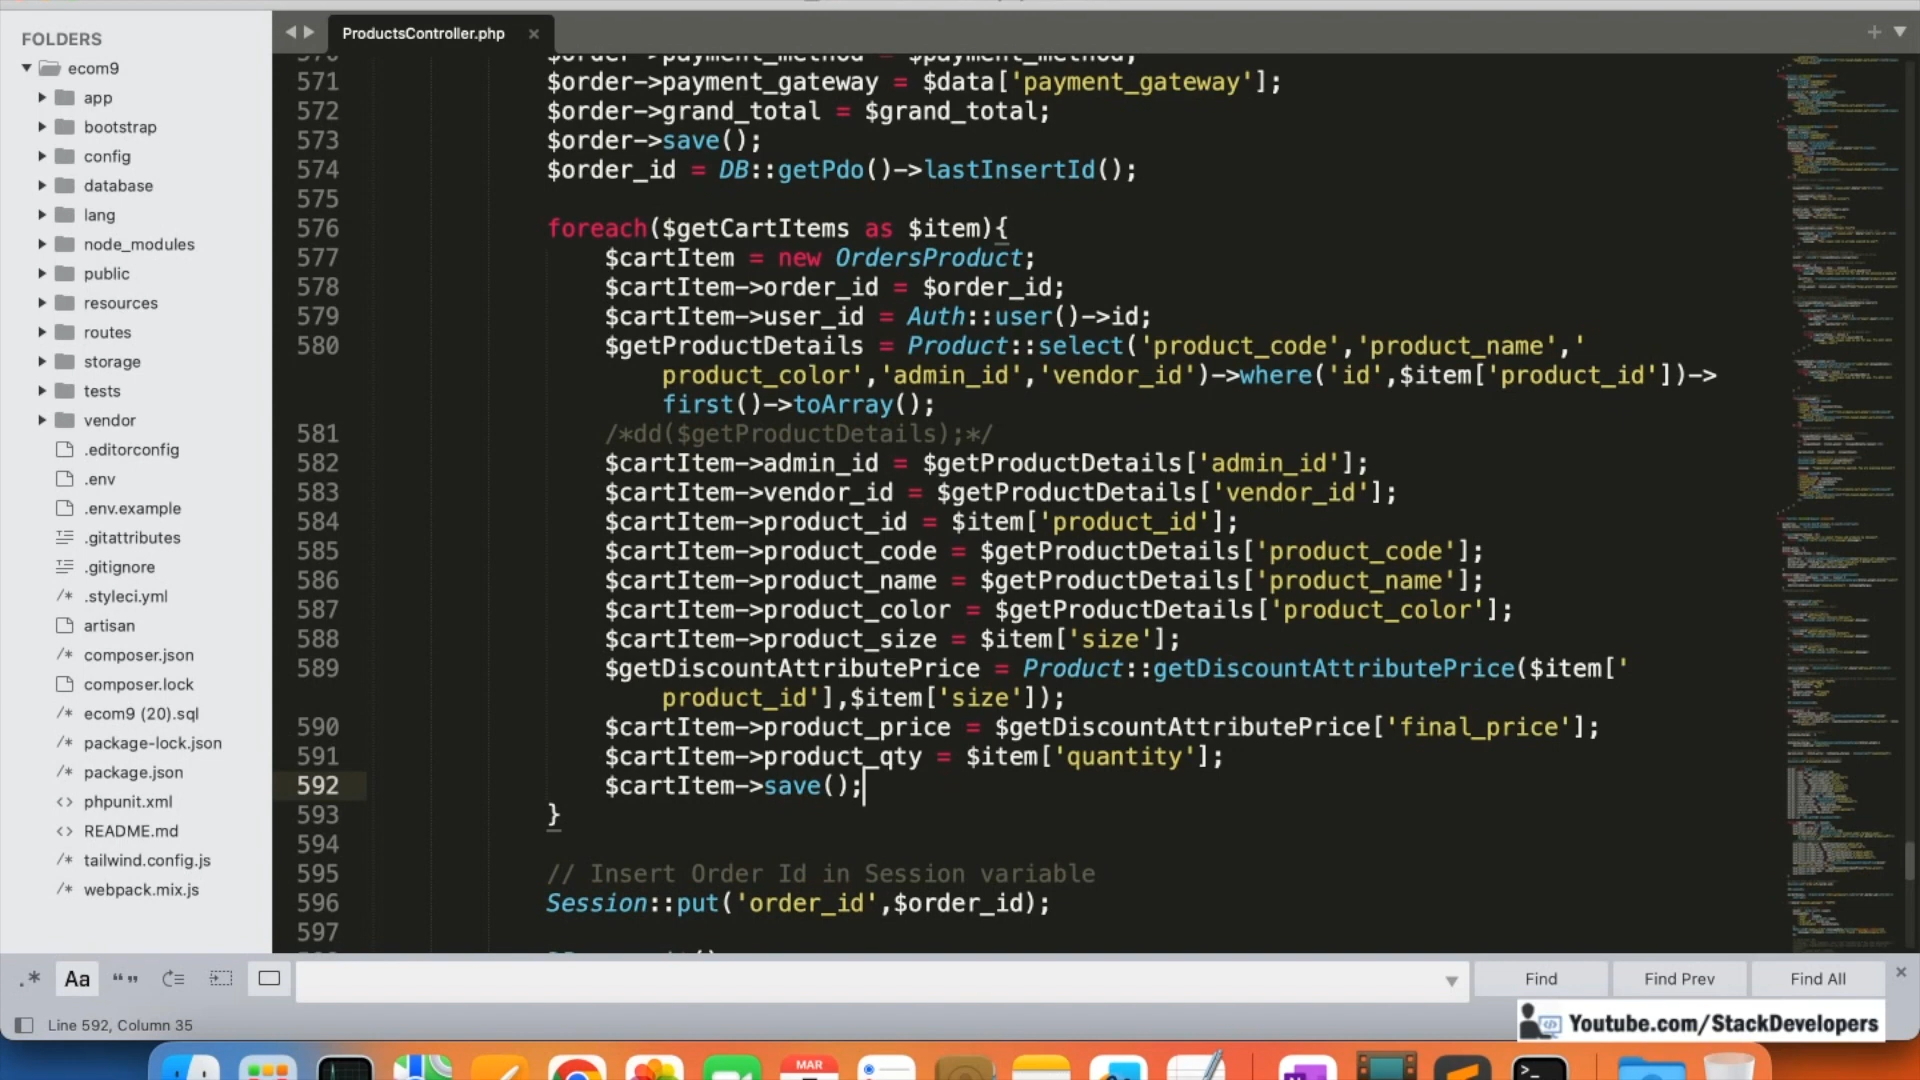 FOLDERS
ecom9
app
bootstrap
config
database
lang
node_modules
public
resources
routes
storage
tests
vendor
.editorconfig
.env
.env.example
.gitattributes
.gitignore
.styleci.yml
artisan
composer.json
composer.lock
ecom9 (20).sql
package-lock.json
package.json
phpunit.xml
README.md
tailwind.config.js
webpack.mix.js
ProductsController.php
570 $order->payment_method = $payment_method;
571 $order->payment_gateway = $data['payment_gateway'];
572 $order->grand_total = $grand_total;
573 $order->save();
574 $order_id = DB::getPdo()->lastInsertId();
575
576 foreach($getCartItems as $item){
577 $cartItem = new OrdersProduct;
578 $cartItem->order_id = $order_id;
579 $cartItem->user_id = Auth::user()->id;
580 $getProductDetails = Product::select('product_code','product_name','
product_color','admin_id','vendor_id')->where('id',$item['product_id'])->
first()->toArray();
581 /*dd($getProductDetails);*/
582 $cartItem->admin_id = $getProductDetails['admin_id'];
583 $cartItem->vendor_id = $getProductDetails['vendor_id'];
584 $cartItem->product_id = $item['product_id'];
585 $cartItem->product_code = $getProductDetails['product_code'];
586 $cartItem->product_name = $getProductDetails['product_name'];
587 $cartItem->product_color = $getProductDetails['product_color'];
588 $cartItem->product_size = $item['size'];
589 $getDiscountAttributePrice = Product::getDiscountAttributePrice($item['
product_id'],$item['size']);
590 $cartItem->product_price = $getDiscountAttributePrice['final_price'];
591 $cartItem->product_qty = $item['quantity'];
592 $cartItem->save();
593 }
594
595 // Insert Order Id in Session variable
596 Session::put('order_id',$order_id);
597
Aa
Find
Find Prev
Find All
Line 592, Column 35
Youtube.com/StackDevelopers
MAR